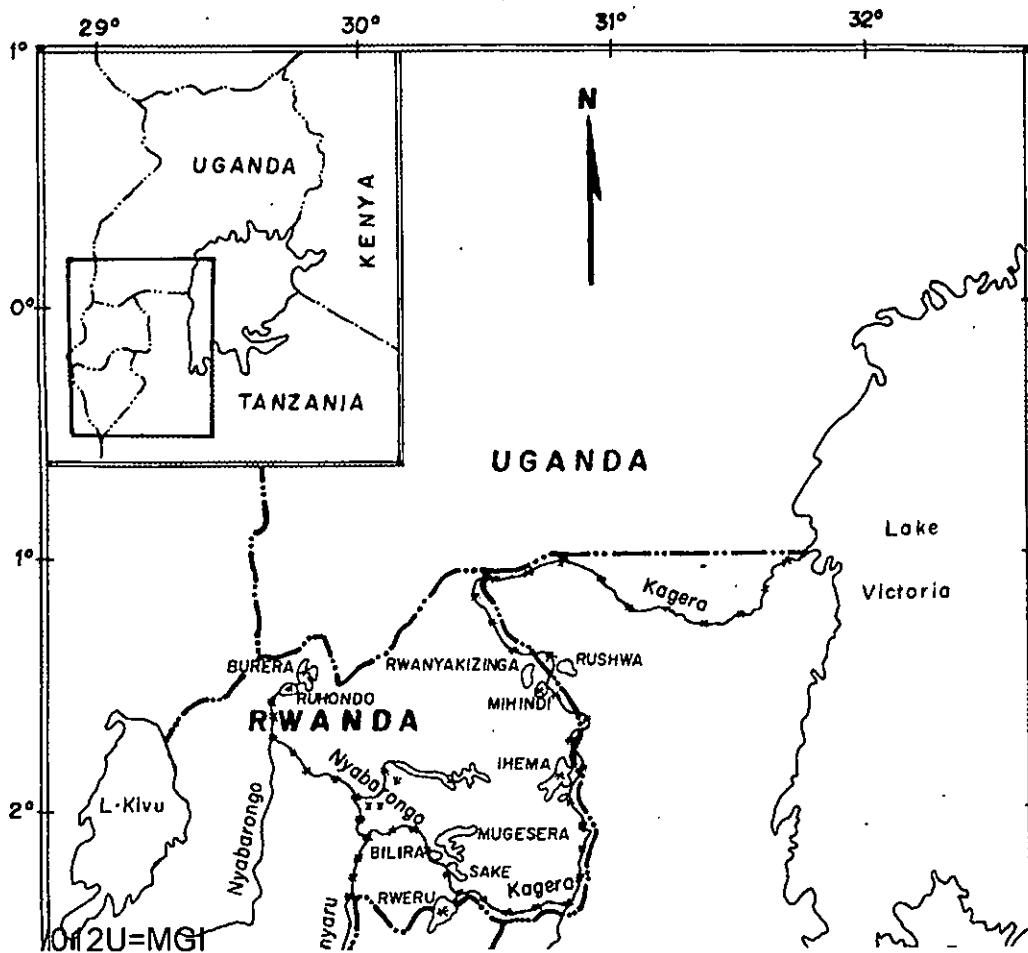 29° 30° 31° 32°
1°
N
UGANDA
KENYA
0°
TANZANIA
UGANDA
Lake
1°
Victoria
Kagera
BURERA
RWANYAKIZINGA
RUSHWA
RUHONDO
MIHINDI
RWANDA
Nyabarongo
IHEMA
L-Kivu
2°
MUGESERA
Nyabarongo
BILIRA
SAKE
Kagera
RWERU
nyaru